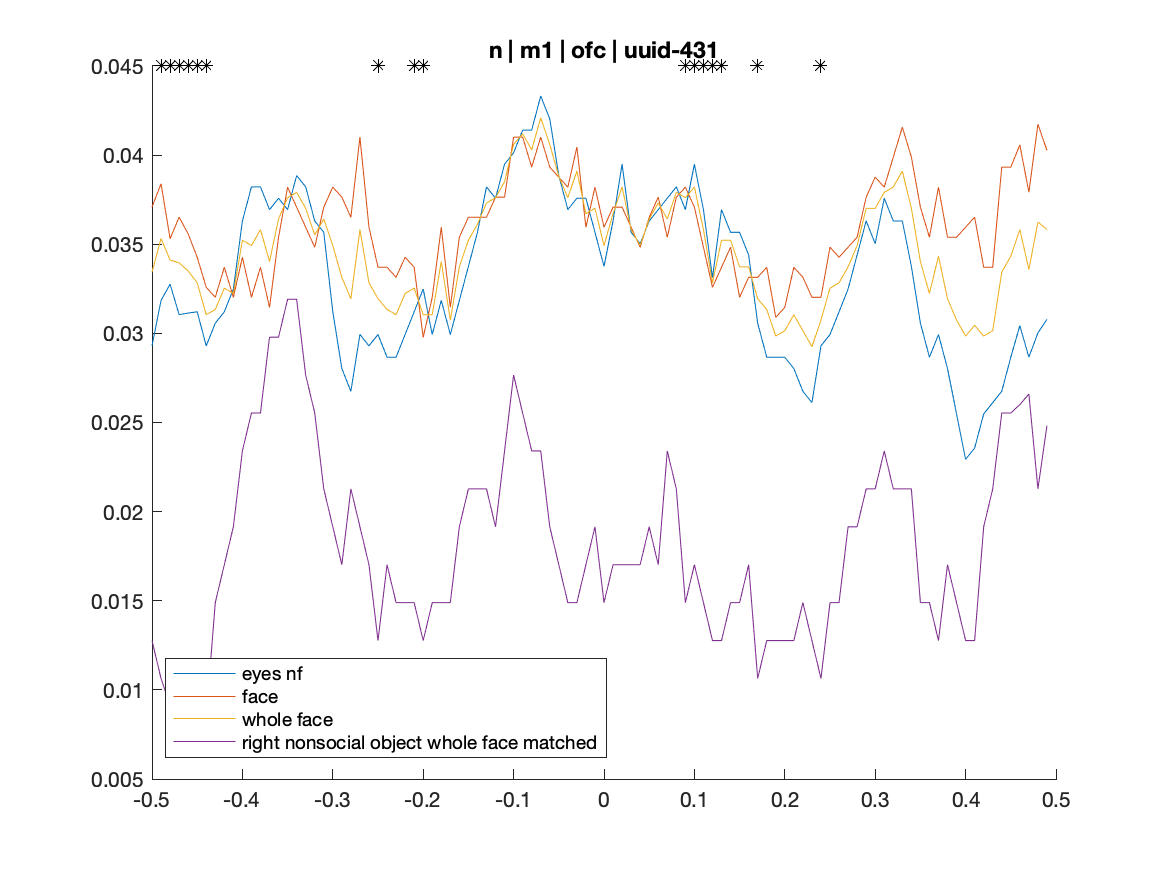 n | m1 | ofc | uuid-431
0.045
0.04
0.035
0.03
0.025
0.02
0.015
0.01
0.005
eyes nf
face
whole face
right nonsocial object whole face matched
-0.5 -0.4 -0.3 -0.2 -0.1 0 0.1 0.2 0.3 0.4 0.5